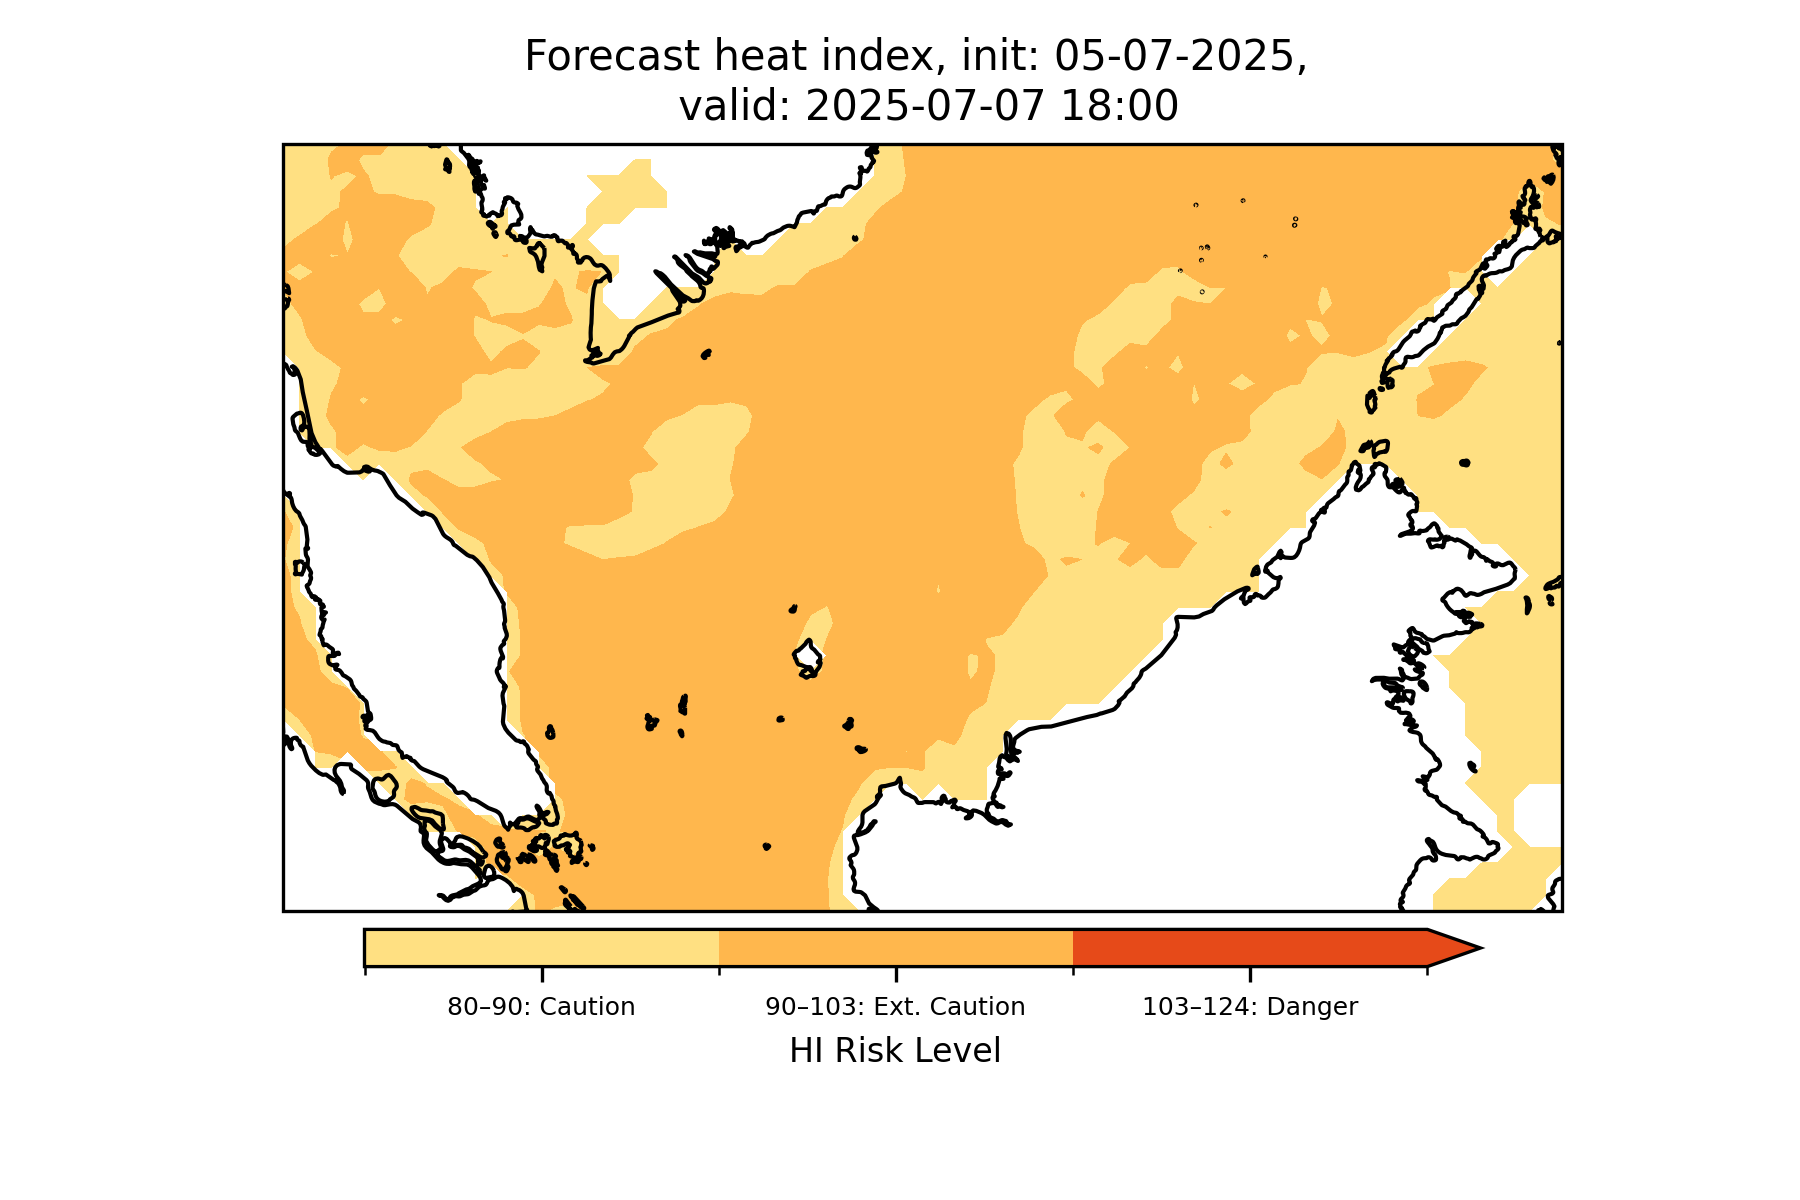 Forecast heat index, init: 05-07-2025,
valid: 2025-07-07 18:00
80–90: Caution
90–103: Ext. Caution
103–124: Danger
HI Risk Level